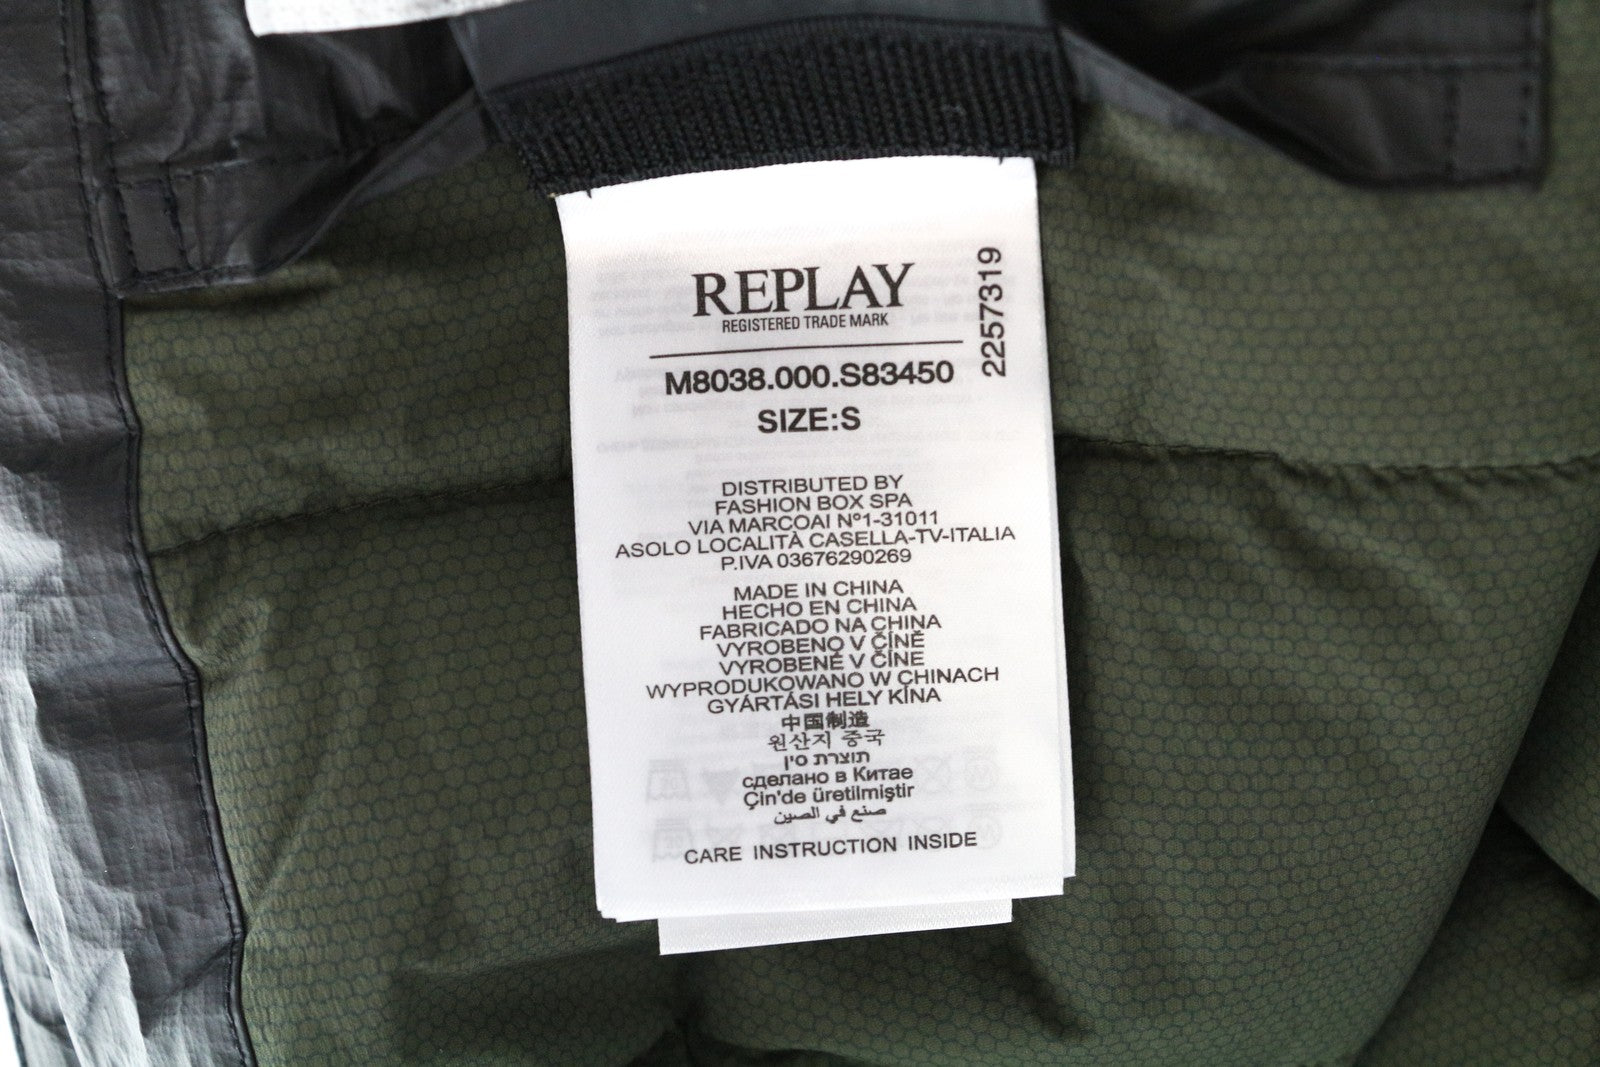 REPLAY
REGISTERED TRADE MARK
2257319
M8038.000.S83450
SIZE:S
DISTRIBUTED BY
FASHION BOX SPA
VIA MARCOAI Nº1-31011
ASOLO LOCALITÀ CASELLA-TV-ITALIA
P.IVA 03676290269
MADE IN CHINA
HECHO EN CHINA
FABRICADO NA CHINA
VYROBENO V ČÍNĚ
VYROBENÉ V ČÍNE
WYPRODUKOWANO W CHINACH
GYÁRTÁSI HELY KÍNA
中国制造
원산지 중국
תוצרת סין
сделано в Китае
Çin'de üretilmiştir
صنع في الصين
CARE INSTRUCTION INSIDE